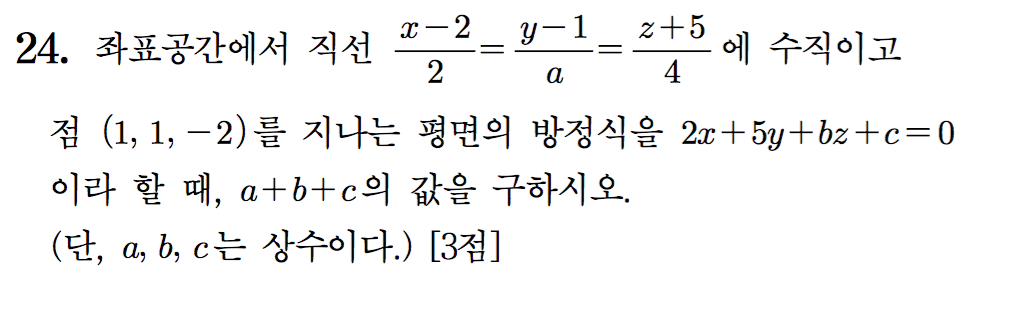 24. 좌표공간에서 직선 \frac{x-2}{2}=\frac{y-1}{a}=\frac{z+5}{4}에 수직이고
점 (1, 1, -2)를 지나는 평면의 방정식을 2x+5y+bz+c=0
이라 할 때, a+b+c의 값을 구하시오.
(단, a, b, c는 상수이다.) [3점]